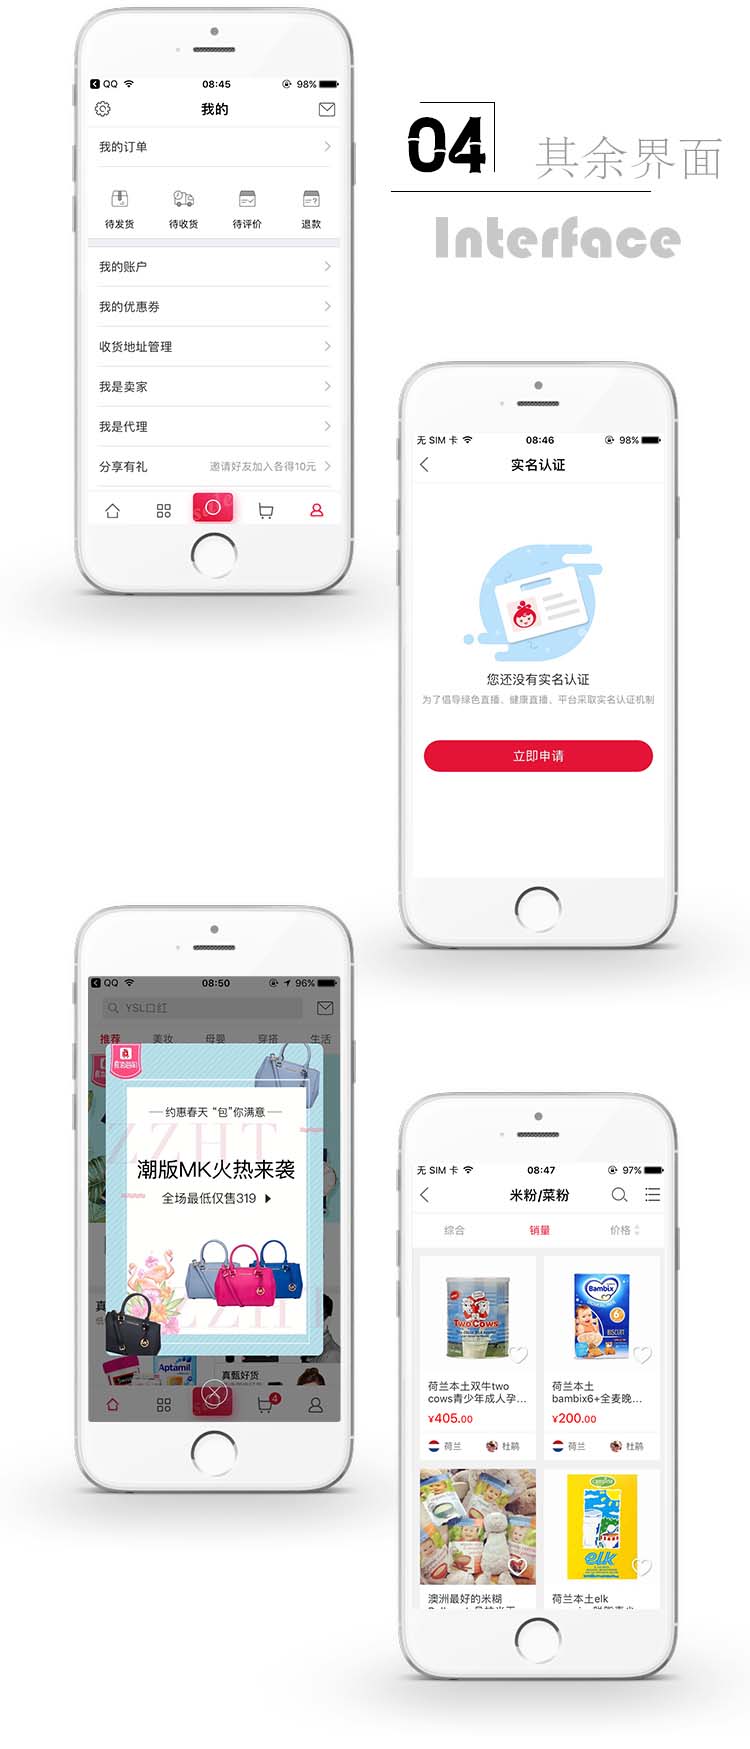 QQ 08:45 98%
我的
我的订单
待发货 待收货 待评价 退款
我的账户
我的优惠券
收货地址管理
我是卖家
我是代理
分享有礼 邀请好友加入各得10元
04 其余界面
Interface
无 SIM 卡 08:46 98%
实名认证
您还没有实名认证
为了倡导绿色直播、健康直播、平台采取实名认证机制
立即申请
QQ 08:50 96%
YSL口红
推荐 美妆 母婴 穿搭 生活
约惠春天 “包”你满意
ZZHT
潮版MK火热来袭
全场最低仅售319
ZZHT
Aptamil
真甄好货
4
无 SIM 卡 08:47 97%
米粉/菜粉
综合 销量 价格
TWO COWS
Bambix
6
BISCUIT
荷兰本土双牛two
cows青少年成人孕...
¥405.00
荷兰 杜鹃
荷兰本土
bambix6+全麦晚...
¥200.00
荷兰 杜鹃
elk
澳洲最好的米糊
荷兰本土elk